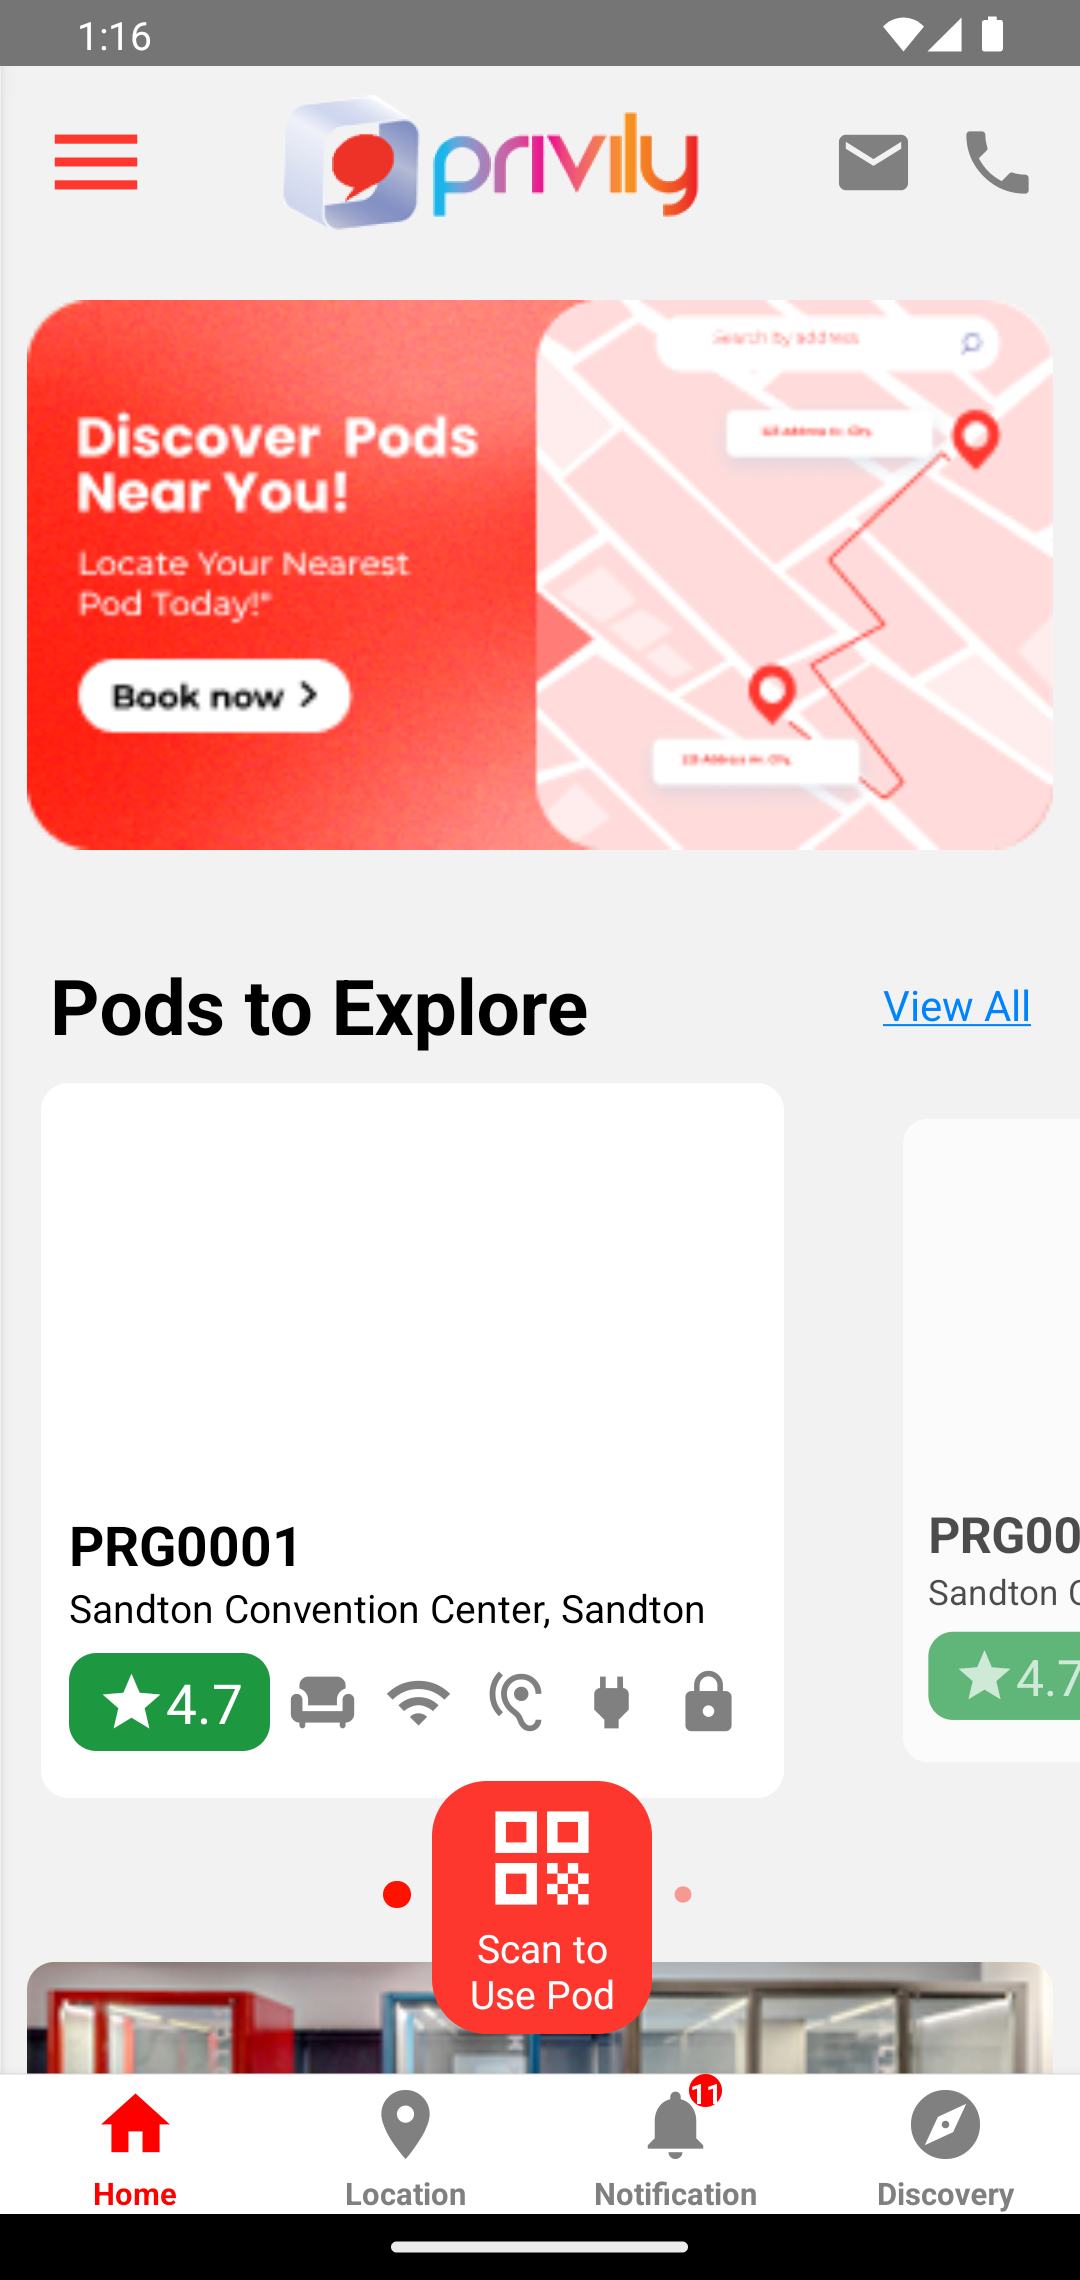 1:16
privily
Search by address
Discover Pods
Near You!
Locate Your Nearest
Pod Today!*
Book now
Pods to Explore
View All
PRG0001
Sandton Convention Center, Sandton
4.7
PRG00
Sandton
4.7
Scan to
Use Pod
11
Home
Location
Notification
Discovery